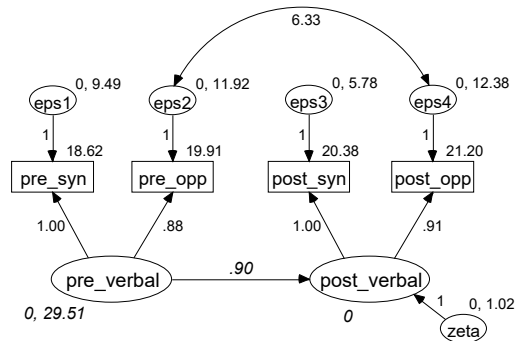 6.33
0, 9.49
0, 11.92
0, 5.78
0, 12.38
eps1
eps2
eps3
eps4
1
1
1
1
18.62
19.91
20.38
21.20
pre_syn
pre_opp
post_syn
post_opp
1.00
.88
1.00
.91
.90
pre_verbal
post_verbal
0, 29.51
0
1
0, 1.02
zeta